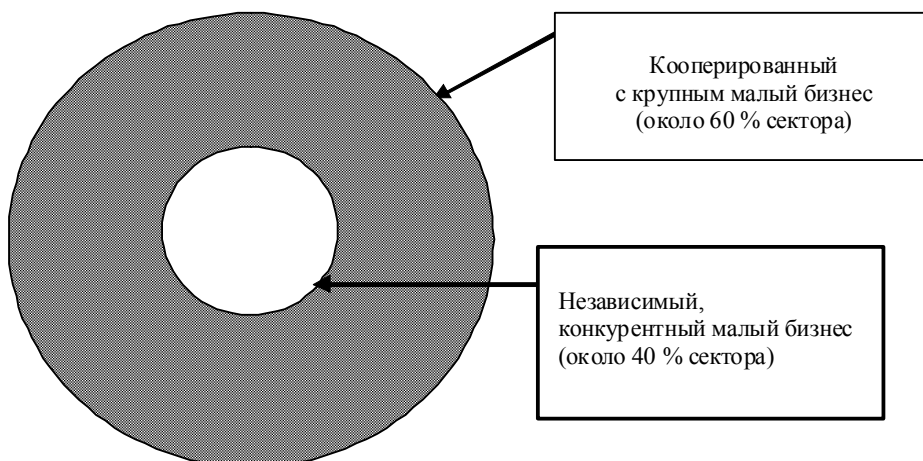 Кооперированный
с крупным малый бизнес
(около 60 % сектора)
Независимый,
конкурентный малый бизнес
(около 40 % сектора)